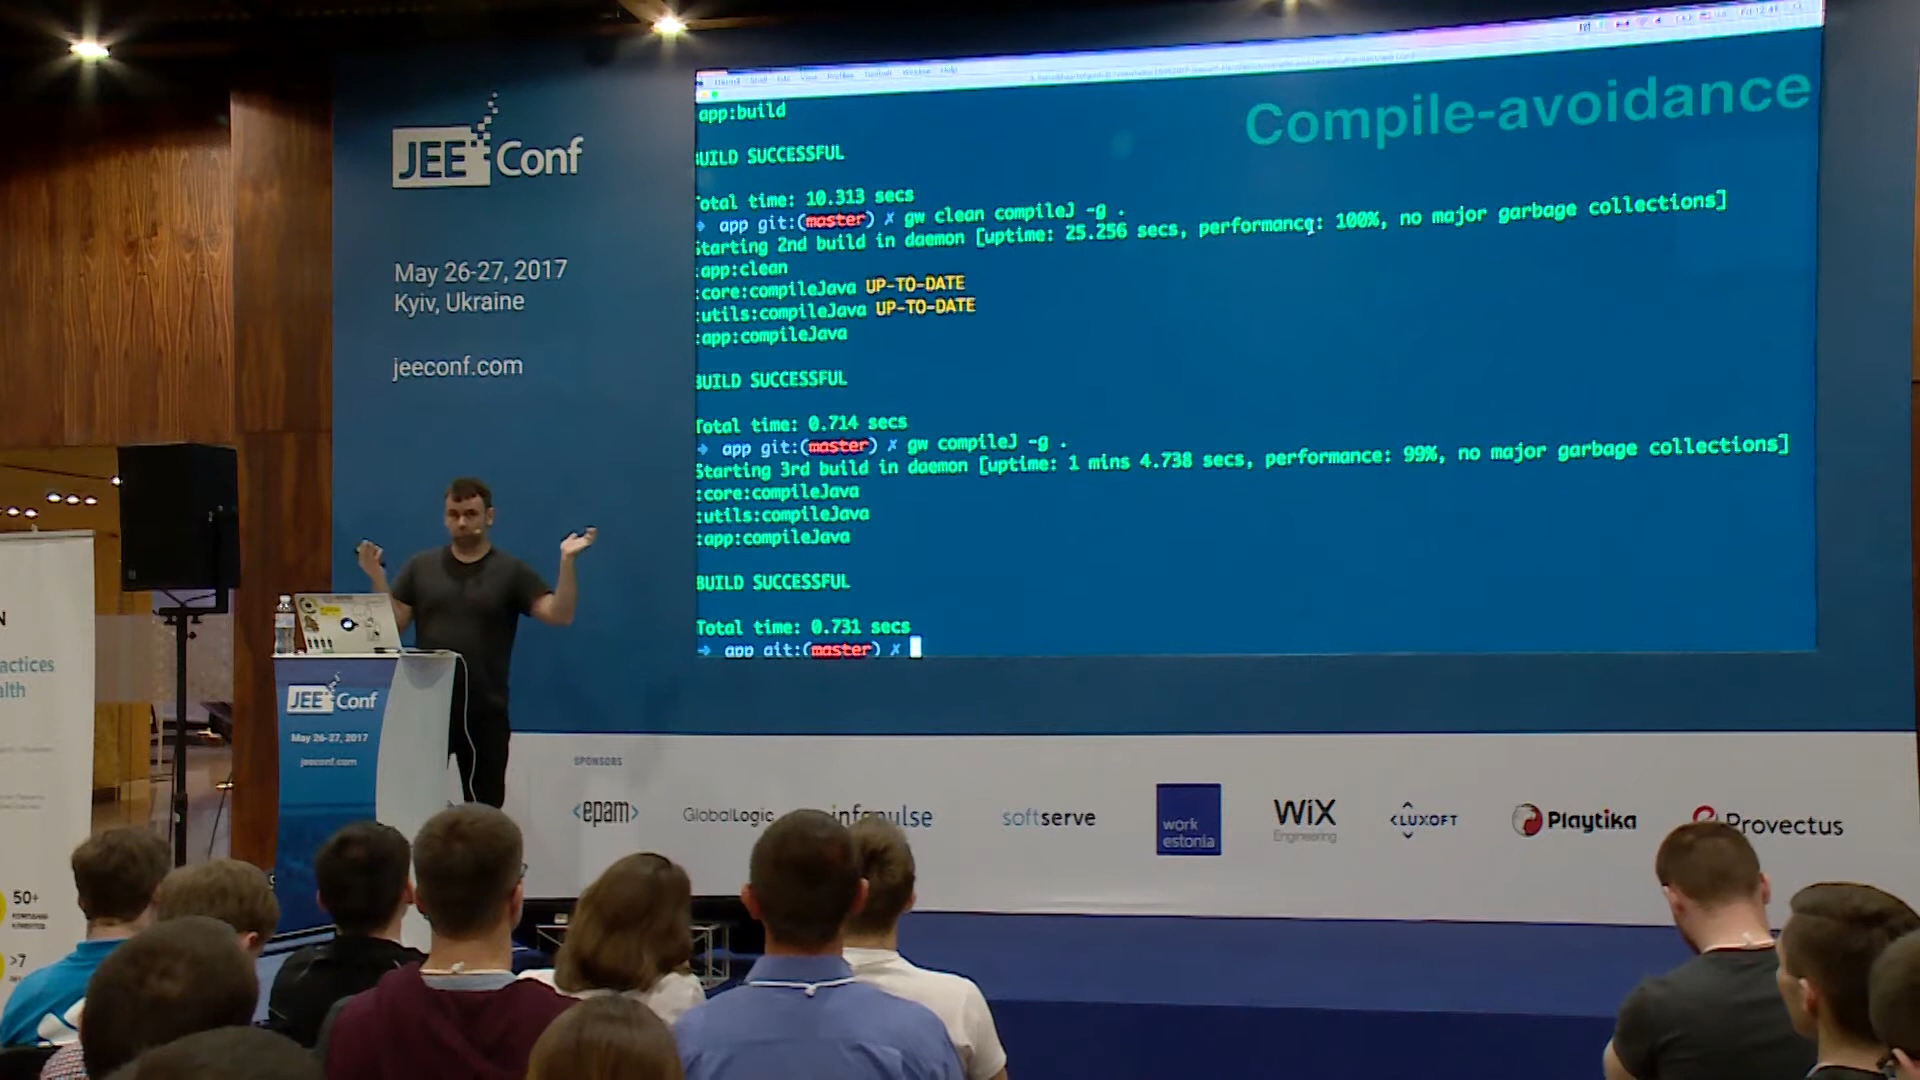 JEE Conf
May 26-27, 2017
Kyiv, Ukraine
jeeconf.com
Compile-avoidance
app:build
BUILD SUCCESSFUL
Total time: 10.313 secs
→ app git:(master) ✗ gw clean compileJ -g .
Starting 2nd build in daemon [uptime: 25.256 secs, performance: 100%, no major garbage collections]
:app:clean
:core:compileJava UP-TO-DATE
:utils:compileJava UP-TO-DATE
:app:compileJava
BUILD SUCCESSFUL
Total time: 0.714 secs
→ app git:(master) ✗ gw compileJ -g .
Starting 3rd build in daemon [uptime: 1 mins 4.738 secs, performance: 99%, no major garbage collections]
:core:compileJava
:utils:compileJava
:app:compileJava
BUILD SUCCESSFUL
Total time: 0.731 secs
→ app git:(master) ✗
JEE Conf
May 26-27, 2017
jeeconf.com
SPONSORS
<epam>
GlobalLogic
infopulse
softserve
work
estonia
WiX
Engineering
<LUXOFT
Playtika
Provectus
N
actices
alth
50+
>7